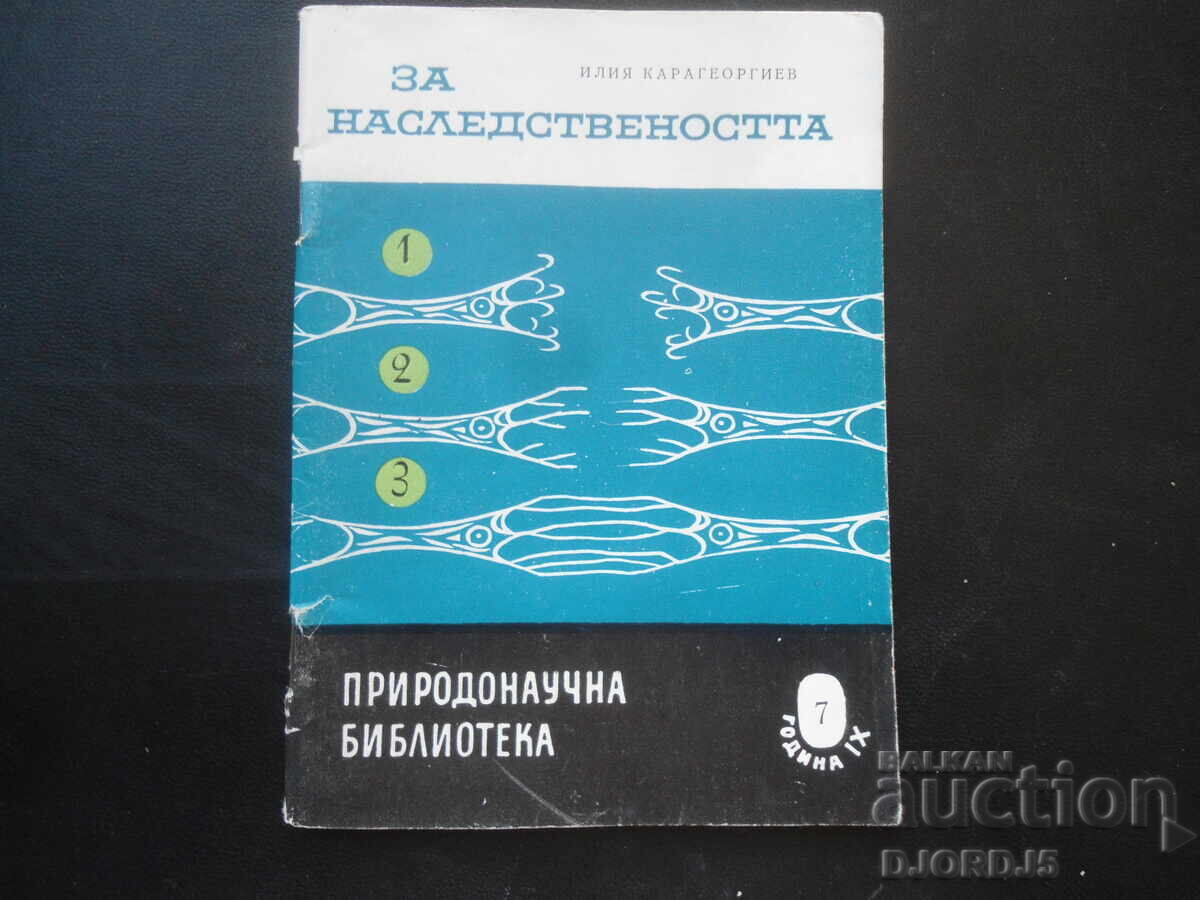 ЗА
ИЛИЯ КАРАГЕОРГИЕВ
НАСЛЕДСТВЕНОСТТА
1
2
3
ПРИРОДОНАУЧНА
БИБЛИОТЕКА
7
ГОДИНА IX
BALKAN
auction
DJORDJ5